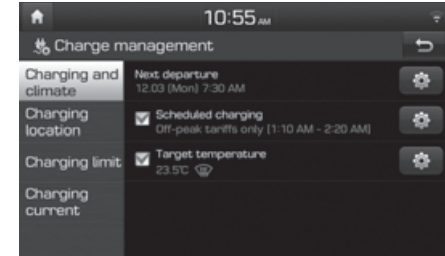 10:55 AM
Charge management
Charging and
climate
Next departure
12.03 (Mon) 7:30 AM
Charging
location
Scheduled charging
Off-peak tariffs only (1:10 AM - 2:20 AM)
Charging limit
Target temperature
23.5℃
Charging
current